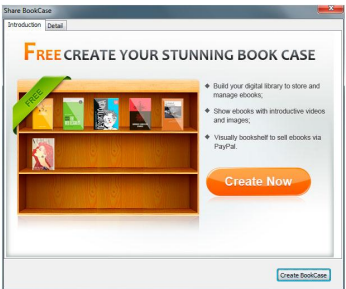 Share BookCase
Introduction Detail
FREE CREATE YOUR STUNNING BOOK CASE
FREE
Build your digital library to store and
manage ebooks;
Show ebooks with introductive videos
and images;
Visually bookshelf to sell ebooks via
PayPal.
Create Now
Create BookCase